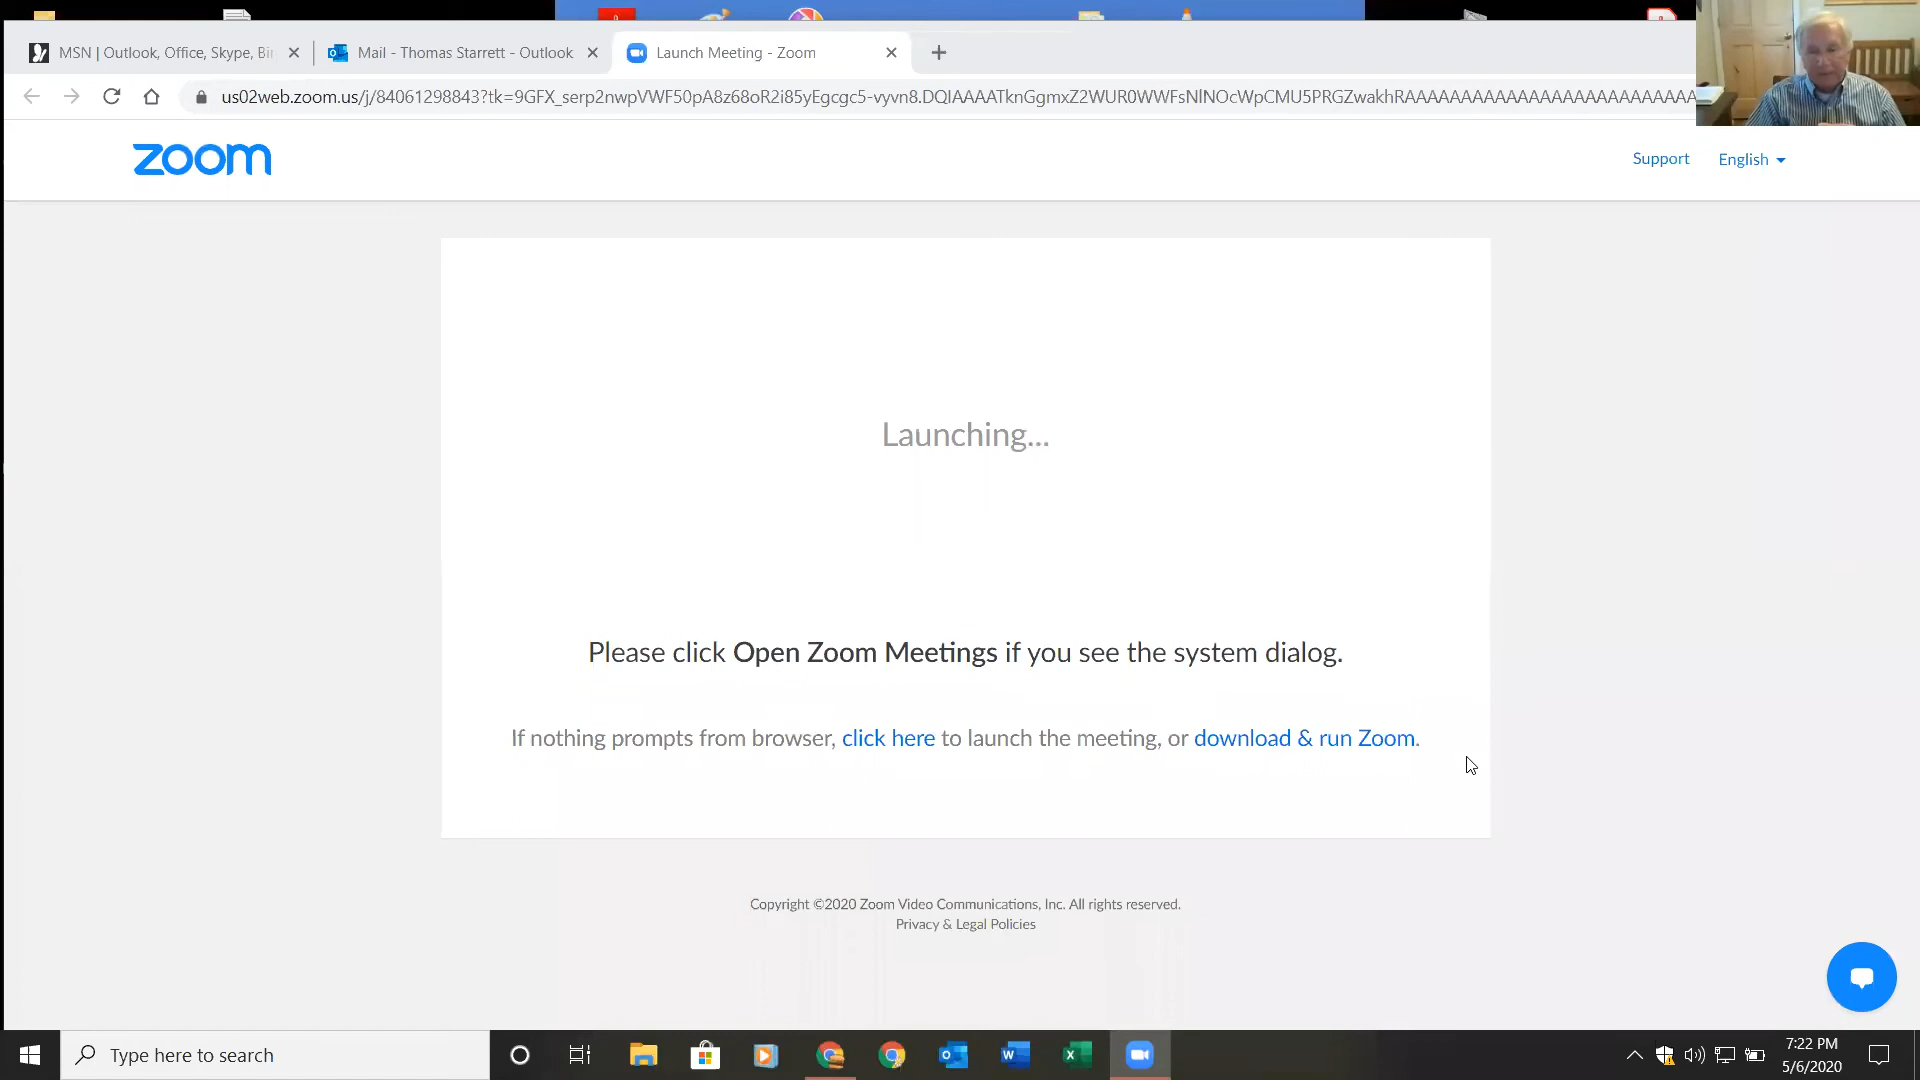 MSN | Outlook, Office, Skype, Bi
Mail - Thomas Starrett - Outlook
Launch Meeting - Zoom
us02web.zoom.us/j/84061298843?tk=9GFX_serp2nwpVWF50pA8z68oR2i85yEgcgc5-vyvn8.DQIAAAATknGgmxZ2WUR0WWFsNlNOcWpCMU5PRGZwakhRAAAAAAAAAAAAAAAAAAAAAAAAAA
zoom
Support
English
Launching...
Please click Open Zoom Meetings if you see the system dialog.
If nothing prompts from browser, click here to launch the meeting, or download & run Zoom.
Copyright ©2020 Zoom Video Communications, Inc. All rights reserved.
Privacy & Legal Policies
Type here to search
7:22 PM
5/6/2020